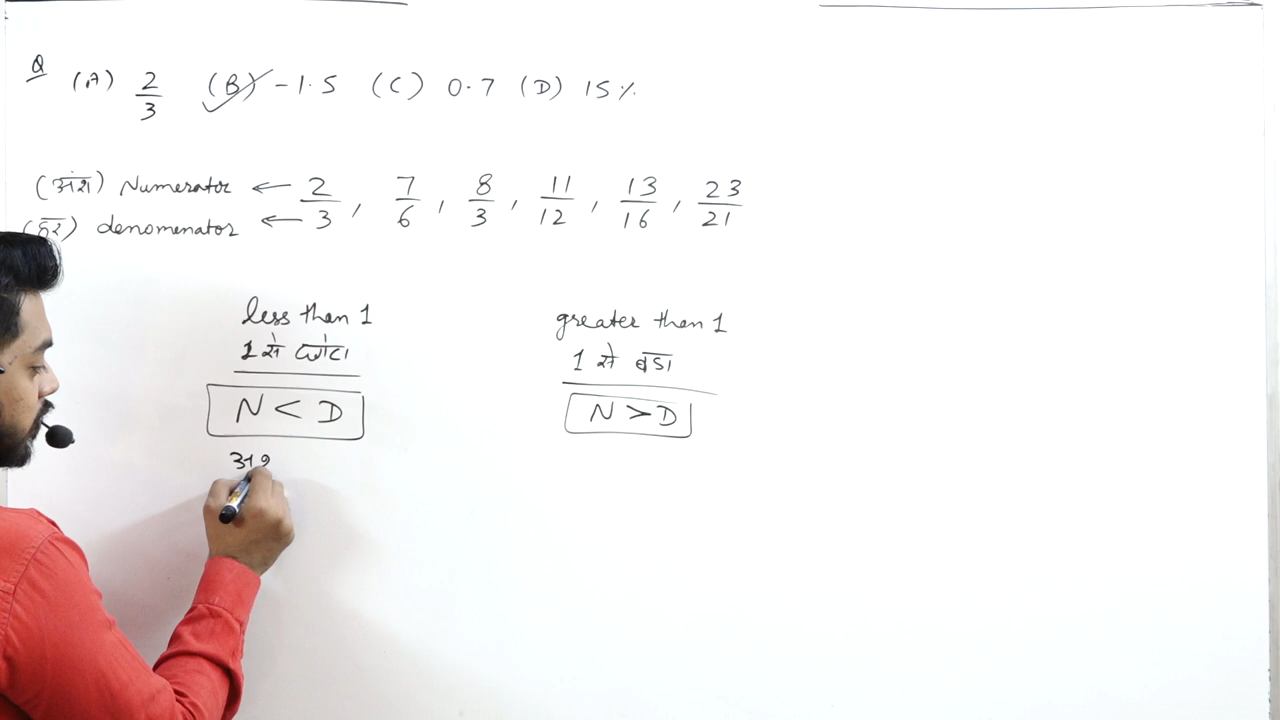 Q (A) 2/3 (B) -1.5 (C) 0.7 (D) 15%
(अंश) Numerator ← 2/3, 7/6, 8/3, 11/12, 13/16, 23/21
(हर) denomenator ←
less than 1
1 से छोटा
N < D
greater than 1
1 से बड़ा
N > D